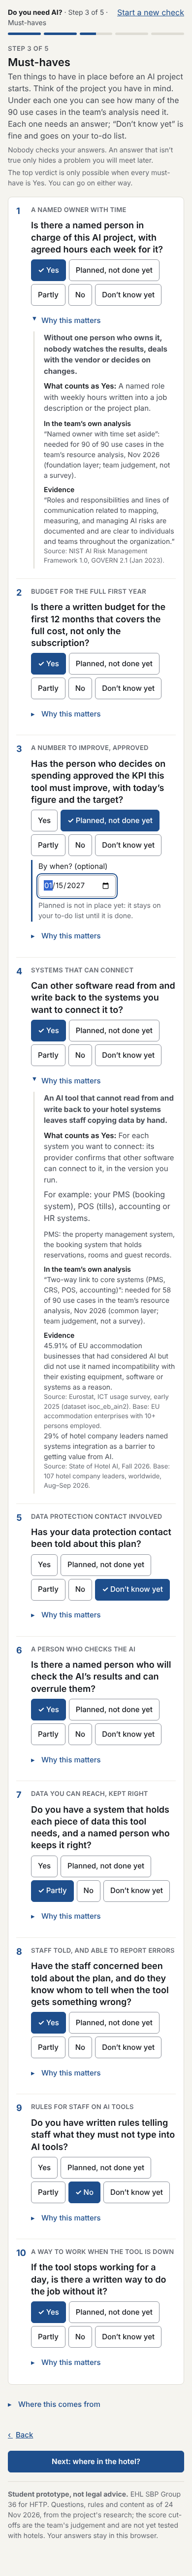 Do you need AI? · Step 3 of 5 ·
Must-haves
Start a new check
STEP 3 OF 5
Must-haves
Ten things to have in place before an AI project
starts. Think of the project you have in mind.
Under each one you can see how many of the
90 use cases in the team's analysis need it.
Each one needs an answer; “Don't know yet” is
an honest one and goes on your to-do list.
Nobody checks your answers. An answer that isn't
true only hides a problem you will meet later.
The top verdict is only possible when every must-
have is Yes. You can go on either way.
1
A NAMED OWNER WITH TIME
Is there a named person in
charge of this AI project, with
agreed hours each week for it?
✓ Yes
Planned, not done yet
Partly
No
Don't know yet
▼ Why this matters
Without one person who owns it,
nobody watches the results, deals
with the vendor or decides on
changes.
What counts as Yes: A named role
with weekly hours written into a job
description or the project plan.
In the team's own analysis
“Named owner with time set aside”:
needed for 90 of 90 use cases in the
team's resource analysis, Nov 2026
(foundation layer; team judgement, not
a survey).
Evidence
“Roles and responsibilities and lines of
communication related to mapping,
measuring, and managing AI risks are
documented and are clear to individuals
and teams throughout the organization.”
Source: NIST AI Risk Management
Framework 1.0, GOVERN 2.1 (Jan 2023).
2
BUDGET FOR THE FULL FIRST YEAR
Is there a written budget for the
first 12 months that covers the
full cost, not only the
subscription?
✓ Yes
Planned, not done yet
Partly
No
Don't know yet
▸ Why this matters
3
A NUMBER TO IMPROVE, APPROVED
Has the person who decides on
spending approved the KPI this
tool must improve, with today's
figure and the target?
Yes
✓ Planned, not done yet
Partly
No
Don't know yet
By when? (optional)
01/15/2027
Planned is not in place yet: it stays on
your to-do list until it is done.
▸ Why this matters
4
SYSTEMS THAT CAN CONNECT
Can other software read from and
write back to the systems you
want to connect it to?
✓ Yes
Planned, not done yet
Partly
No
Don't know yet
▼ Why this matters
An AI tool that cannot read from and
write back to your hotel systems
leaves staff copying data by hand.
What counts as Yes: For each
system you want to connect: its
provider confirms that other software
can connect to it, in the version you
run.
For example: your PMS (booking
system), POS (tills), accounting or
HR systems.
PMS: the property management system,
the booking system that holds
reservations, rooms and guest records.
In the team's own analysis
“Two-way link to core systems (PMS,
CRS, POS, accounting)”: needed for 58
of 90 use cases in the team's resource
analysis, Nov 2026 (common layer;
team judgement, not a survey).
Evidence
45.91% of EU accommodation
businesses that had considered AI but
did not use it named incompatibility with
their existing equipment, software or
systems as a reason.
Source: Eurostat, ICT usage survey, early
2025 (dataset isoc_eb_ain2). Base: EU
accommodation enterprises with 10+
persons employed.
29% of hotel company leaders named
systems integration as a barrier to
getting value from AI.
Source: State of Hotel AI, Fall 2026. Base:
107 hotel company leaders, worldwide,
Aug–Sep 2026.
5
DATA PROTECTION CONTACT INVOLVED
Has your data protection contact
been told about this plan?
Yes
Planned, not done yet
Partly
No
✓ Don't know yet
▸ Why this matters
6
A PERSON WHO CHECKS THE AI
Is there a named person who will
check the AI's results and can
overrule them?
✓ Yes
Planned, not done yet
Partly
No
Don't know yet
▸ Why this matters
7
DATA YOU CAN REACH, KEPT RIGHT
Do you have a system that holds
each piece of data this tool
needs, and a named person who
keeps it right?
Yes
Planned, not done yet
✓ Partly
No
Don't know yet
▸ Why this matters
8
STAFF TOLD, AND ABLE TO REPORT ERRORS
Have the staff concerned been
told about the plan, and do they
know whom to tell when the tool
gets something wrong?
✓ Yes
Planned, not done yet
Partly
No
Don't know yet
▸ Why this matters
9
RULES FOR STAFF ON AI TOOLS
Do you have written rules telling
staff what they must not type into
AI tools?
Yes
Planned, not done yet
Partly
✓ No
Don't know yet
▸ Why this matters
10
A WAY TO WORK WHEN THE TOOL IS DOWN
If the tool stops working for a
day, is there a written way to do
the job without it?
✓ Yes
Planned, not done yet
Partly
No
Don't know yet
▸ Why this matters
▸ Where this comes from
‹ Back
Next: where in the hotel?
Student prototype, not legal advice. EHL SBP Group
36 for HFTP. Questions, rules and content as of 24
Nov 2026, from the project's research; the score cut-
offs are the team's judgement and are not yet tested
with hotels. Your answers stay in this browser.